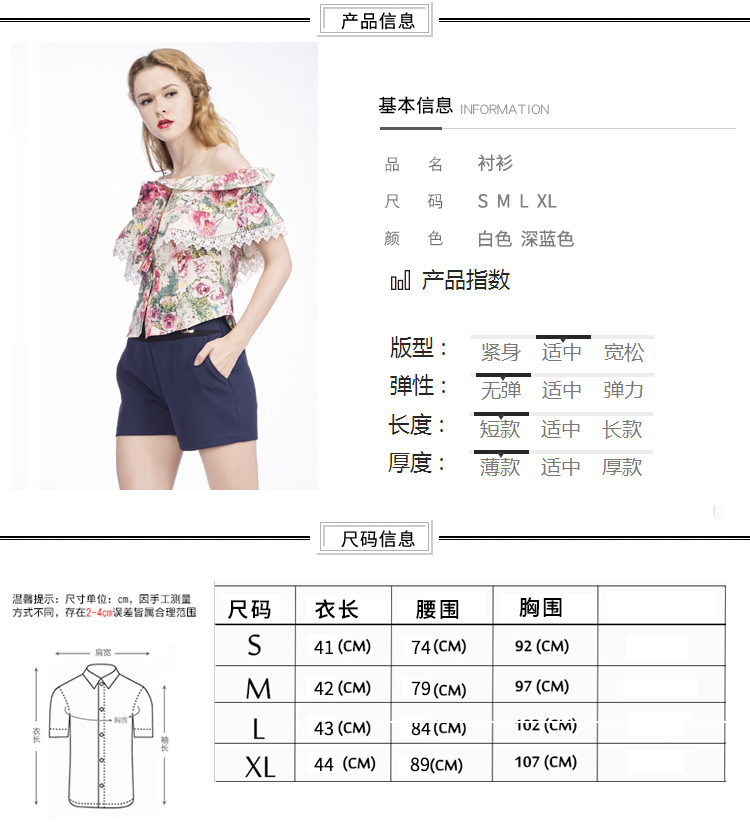 产品信息
基本信息 INFORMATION
品 名 衬衫
尺 码 S M L XL
颜 色 白色 深蓝色
产品指数
版型： 紧身 适中 宽松
弹性： 无弹 适中 弹力
长度： 短款 适中 长款
厚度： 薄款 适中 厚款
尺码信息
温馨提示：尺寸单位：cm，因手工测量
方式不同，存在2-4cm误差皆属合理范围
肩宽
胸围
衣长
袖长
尺码 衣长 腰围 胸围
S 41(CM) 74(CM) 92 (CM)
M 42 (CM) 79(CM) 97 (CM)
L 43(CM) 84(CM) 102 (CM)
XL 44 (CM) 89(CM) 107 (CM)